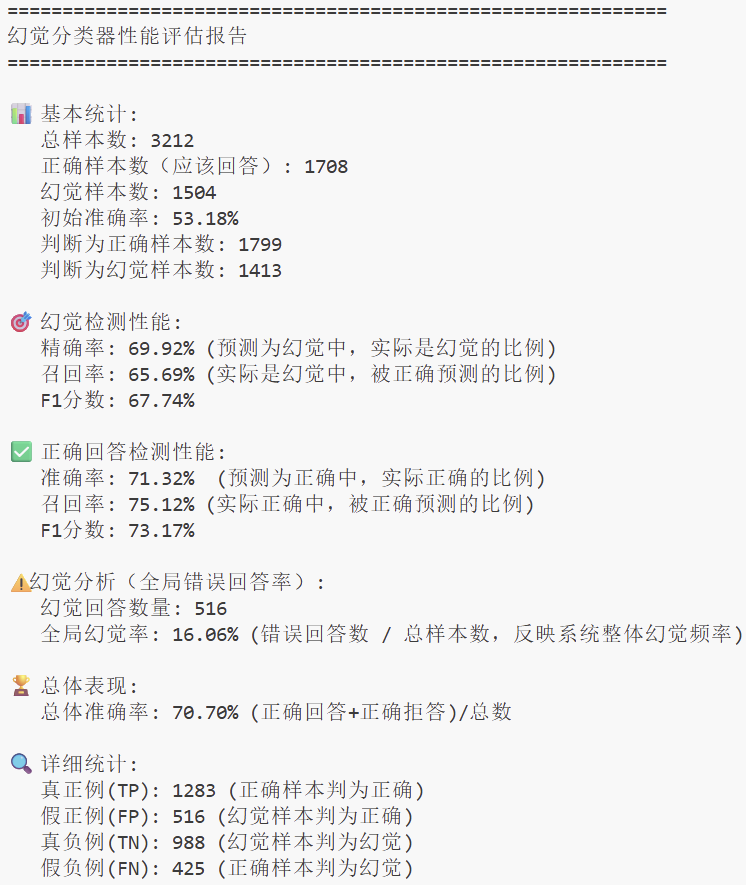 ============================================================
幻觉分类器性能评估报告
============================================================
📊 基本统计:
总样本数: 3212
正确样本数（应该回答）: 1708
幻觉样本数: 1504
初始准确率: 53.18%
判断为正确样本数: 1799
判断为幻觉样本数: 1413
🎯 幻觉检测性能:
精确率: 69.92% (预测为幻觉中，实际是幻觉的比例)
召回率: 65.69% (实际是幻觉中，被正确预测的比例)
F1分数: 67.74%
✅ 正确回答检测性能:
准确率: 71.32%  (预测为正确中，实际正确的比例)
召回率: 75.12% (实际正确中，被正确预测的比例)
F1分数: 73.17%
⚠️幻觉分析（全局错误回答率）:
幻觉回答数量: 516
全局幻觉率: 16.06% (错误回答数 / 总样本数，反映系统整体幻觉频率)
🏆 总体表现:
总体准确率: 70.70% (正确回答+正确拒答)/总数
🔍 详细统计:
真正例(TP): 1283 (正确样本判为正确)
假正例(FP): 516 (幻觉样本判为正确)
真负例(TN): 988 (幻觉样本判为幻觉)
假负例(FN): 425 (正确样本判为幻觉)